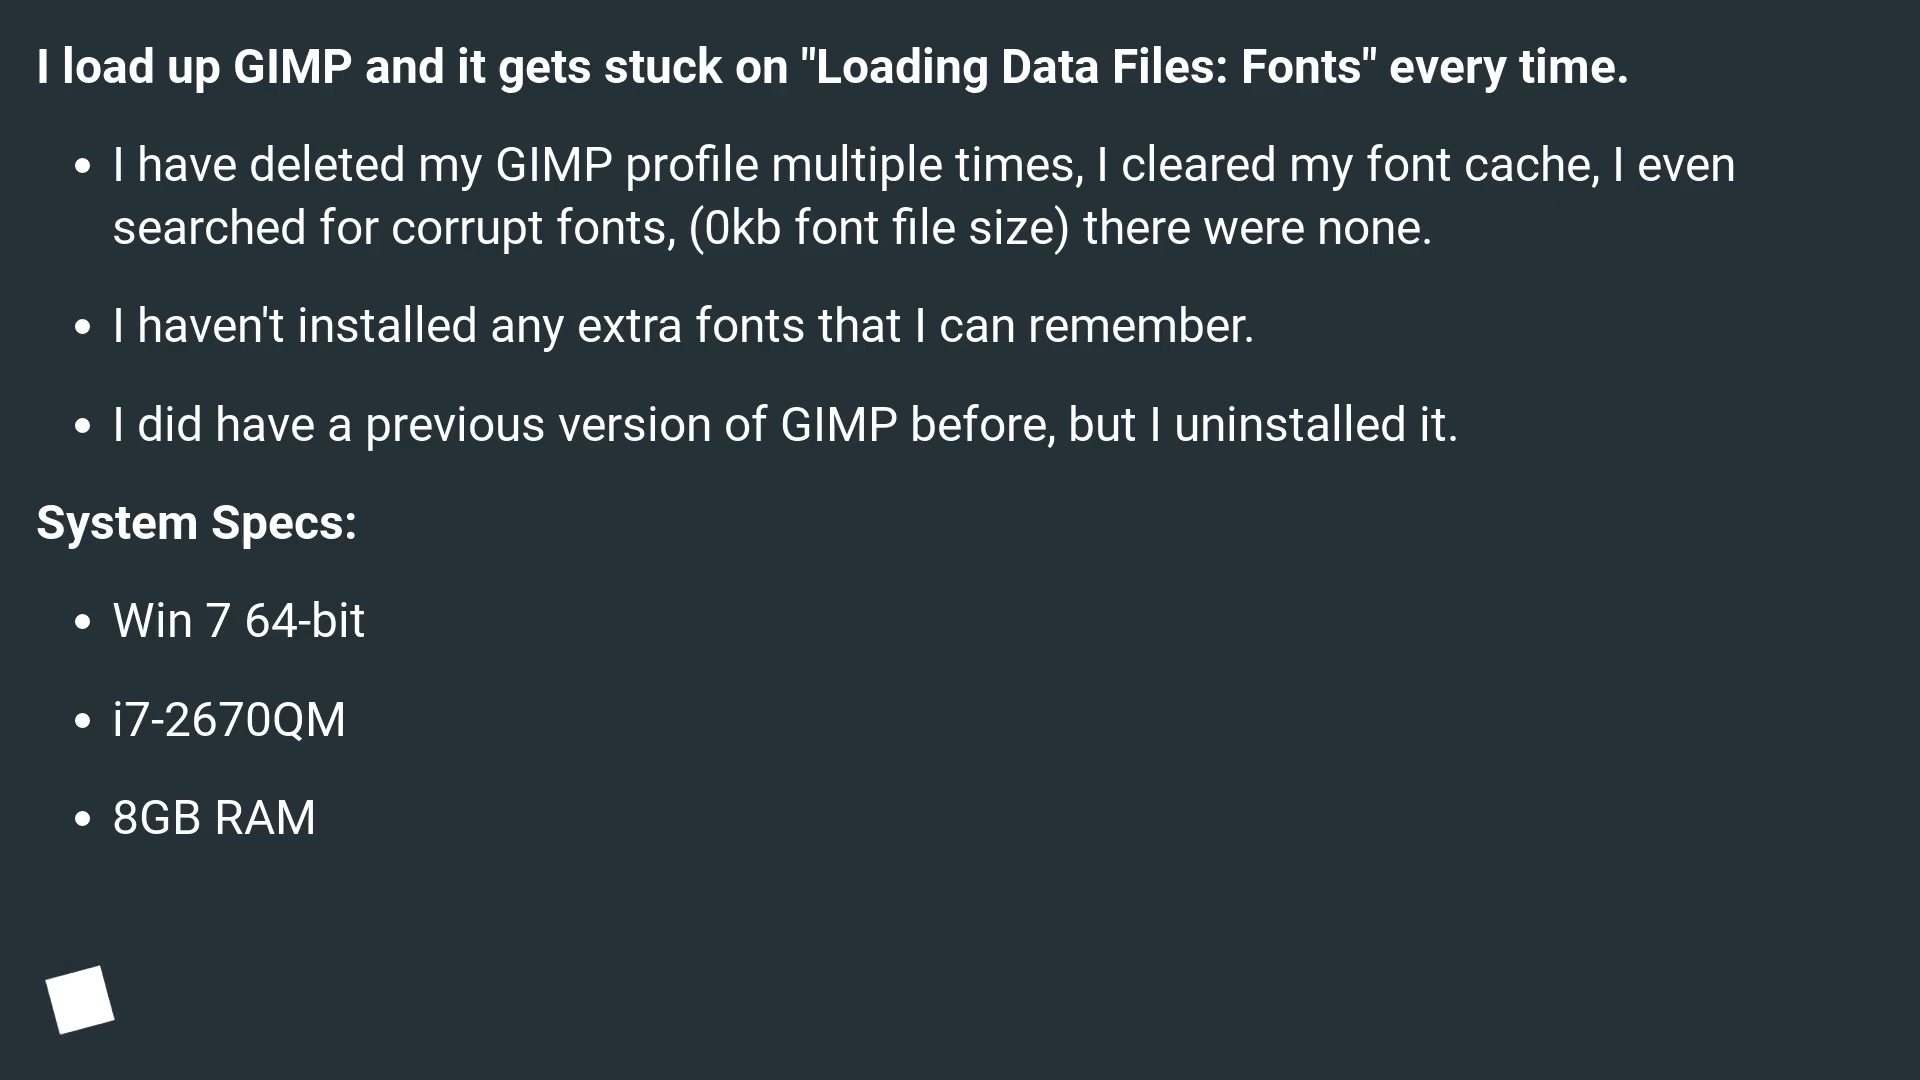 I load up GIMP and it gets stuck on "Loading Data Files: Fonts" every time.
• I have deleted my GIMP profile multiple times, I cleared my font cache, I even
searched for corrupt fonts, (0kb font file size) there were none.
• I haven't installed any extra fonts that I can remember.
• I did have a previous version of GIMP before, but I uninstalled it.
System Specs:
• Win 7 64-bit
• i7-2670QM
• 8GB RAM